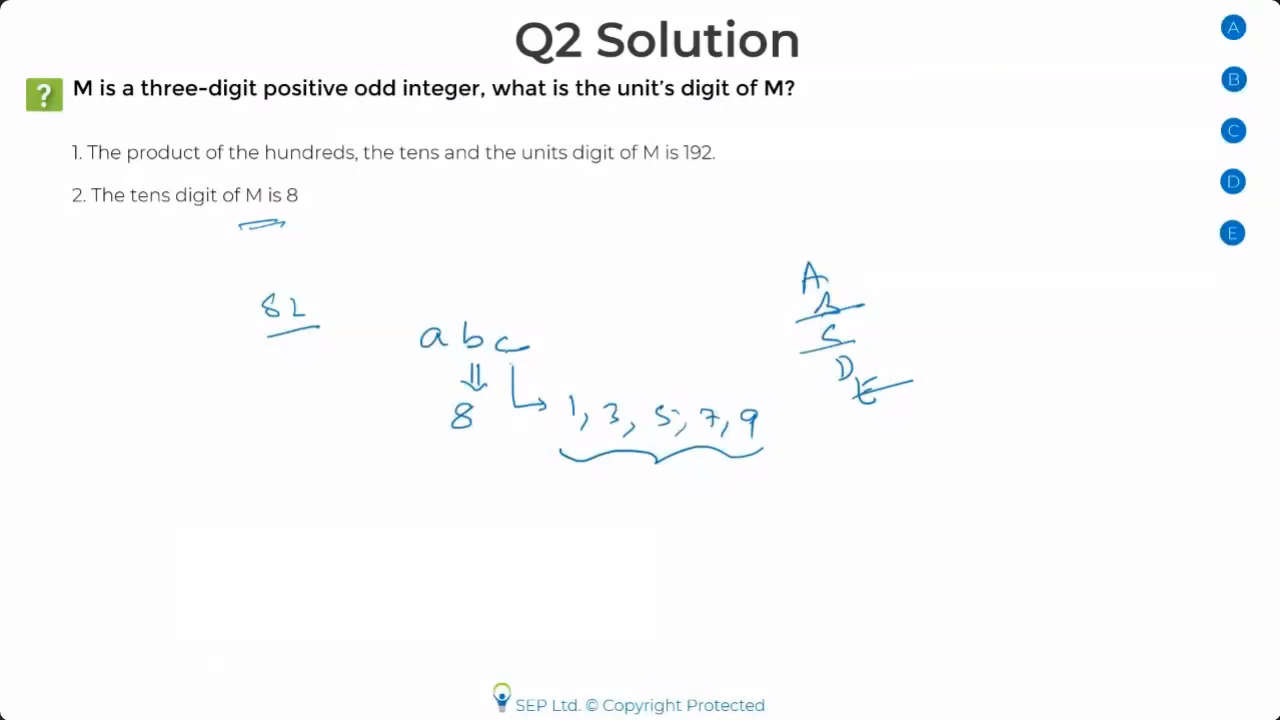 Q2 Solution
A
? M is a three-digit positive odd integer, what is the unit's digit of M?
B
1. The product of the hundreds, the tens and the units digit of M is 192.
C
2. The tens digit of M is 8
D
E
A
B
S2
a b c
C
D
E
8
1, 3, 5, 7, 9
SEP Ltd. © Copyright Protected